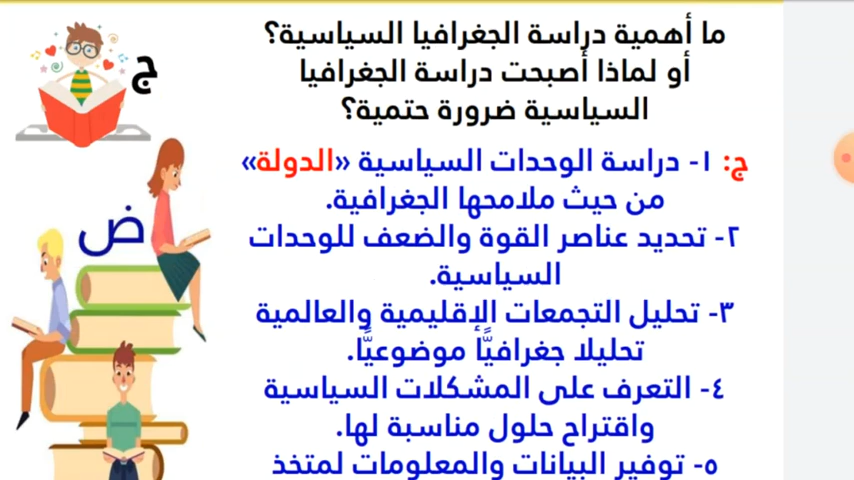 ما أهمية دراسة الجغرافيا السياسية؟
أو لماذا أصبحت دراسة الجغرافيا
السياسية ضرورة حتمية؟
ج
ج: ١- دراسة الوحدات السياسية «الدولة»
من حيث ملامحها الجغرافية.
٢- تحديد عناصر القوة والضعف للوحدات
السياسية.
٣- تحليل التجمعات الإقليمية والعالمية
تحليلا جغرافيًّا موضوعيًّا.
٤- التعرف على المشكلات السياسية
واقتراح حلول مناسبة لها.
٥- توفير البيانات والمعلومات لمتخذ
ض